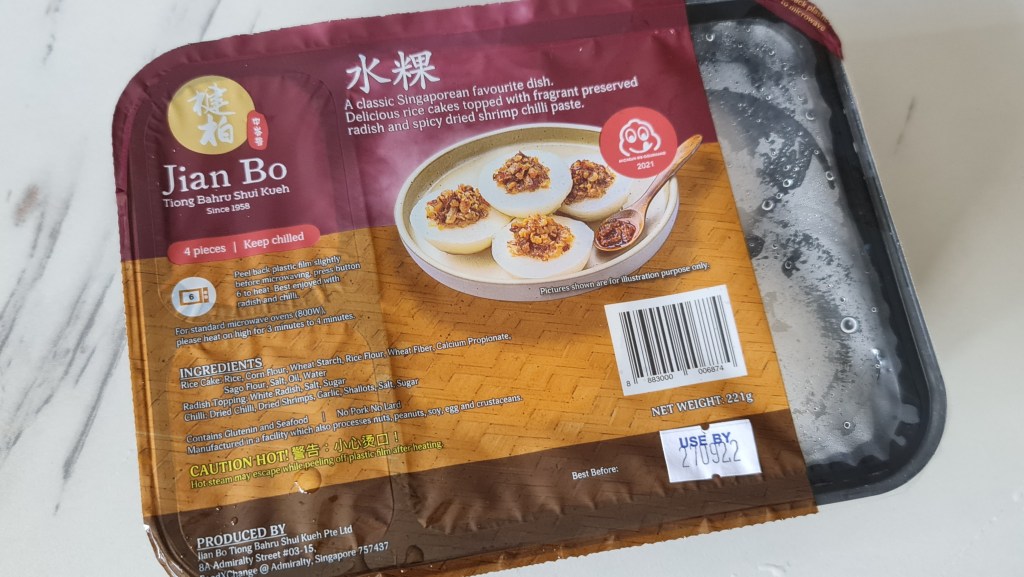 水粿
A classic Singaporean favourite dish.
Delicious rice cakes topped with fragrant preserved
radish and spicy dried shrimp chilli paste.
楗柏
Jian Bo
Tiong Bahru Shui Kueh
Since 1958
4 pieces | Keep chilled
2021
Peel back plastic film slightly
before microwaving, press button
6 to heat. Best enjoyed with
radish and chilli.
6
For standard microwave ovens (800W),
please heat on high for 3 minutes to 4 minutes.
Pictures shown are for illustration purpose only.
INGREDIENTS
Rice Cake: Rice, Corn Flour, Wheat Starch, Rice Flour, Wheat Fiber, Calcium Propionate,
Sago Flour, Salt, Oil, Water
Radish Topping: White Radish, Salt, Sugar
Chilli: Dried Chilli, Dried Shrimps, Garlic, Shallots, Salt, Sugar
Contains Glutenin and Seafood | No Pork No Lard
Manufactured in a facility which also processes nuts, peanuts, soy, egg and crustaceans.
CAUTION HOT! 警告：小心烫口！
Hot steam may escape while peeling off plastic film after heating.
8 883000 006874
NET WEIGHT 221g
USE BY
270922
Best Before:
PRODUCED BY
Jian Bo Tiong Bahru Shui Kueh Pte Ltd
8A Admiralty Street #03-15,
FoodXChange @ Admiralty, Singapore 757437
to microwave